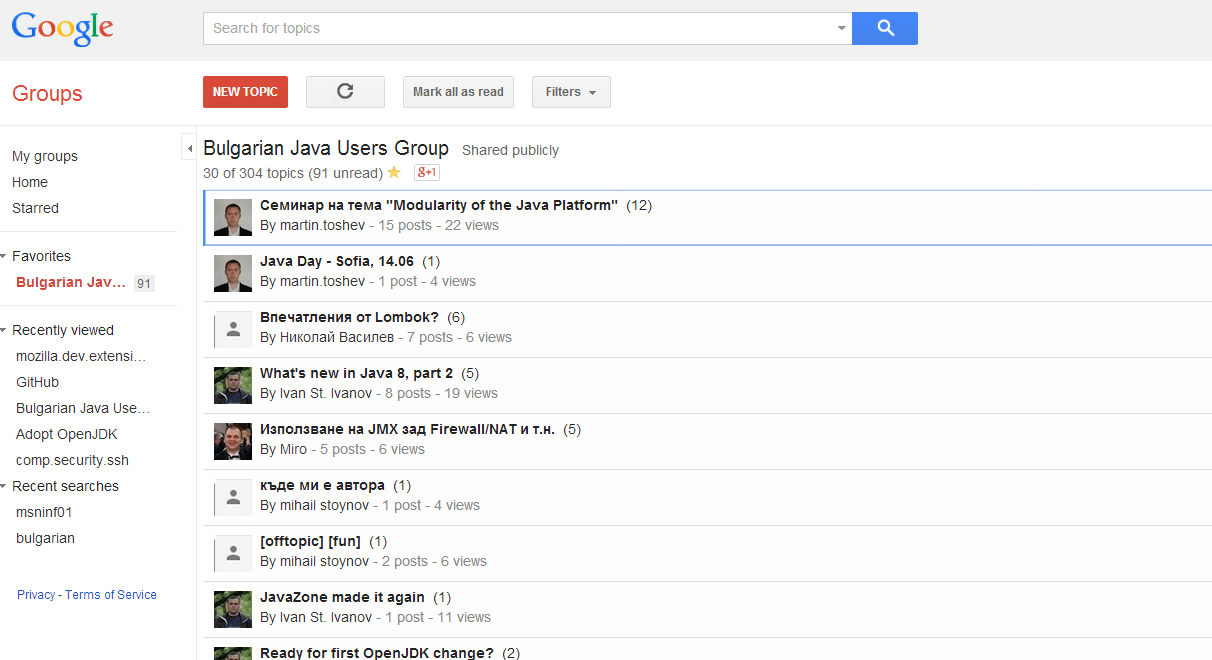 Google
Search for topics
Groups
NEW TOPIC
Mark all as read
Filters
My groups
Home
Starred
Favorites
Bulgarian Jav... 91
Recently viewed
mozilla.dev.extensi...
GitHub
Bulgarian Java Use...
Adopt OpenJDK
comp.security.ssh
Recent searches
msninf01
bulgarian
Privacy - Terms of Service
Bulgarian Java Users Group Shared publicly
30 of 304 topics (91 unread) g+1
Семинар на тема "Modularity of the Java Platform" (12)
By martin.toshev - 15 posts - 22 views
Java Day - Sofia, 14.06 (1)
By martin.toshev - 1 post - 4 views
Впечатления от Lombok? (6)
By Николай Василев - 7 posts - 6 views
What's new in Java 8, part 2 (5)
By Ivan St. Ivanov - 8 posts - 19 views
Използване на JMX зад Firewall/NAT и т.н. (5)
By Miro - 5 posts - 6 views
къде ми е автора (1)
By mihail stoynov - 1 post - 4 views
[offtopic] [fun] (1)
By mihail stoynov - 2 posts - 6 views
JavaZone made it again (1)
By Ivan St. Ivanov - 1 post - 11 views
Ready for first OpenJDK change? (2)